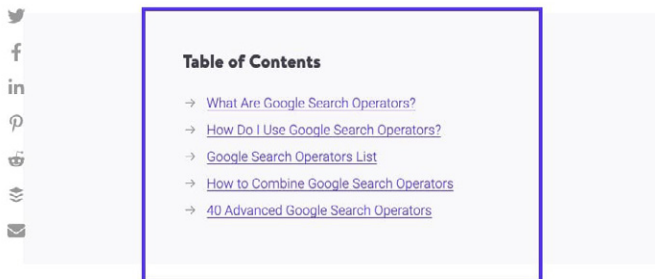 Table of Contents
→ What Are Google Search Operators?
→ How Do I Use Google Search Operators?
→ Google Search Operators List
→ How to Combine Google Search Operators
→ 40 Advanced Google Search Operators